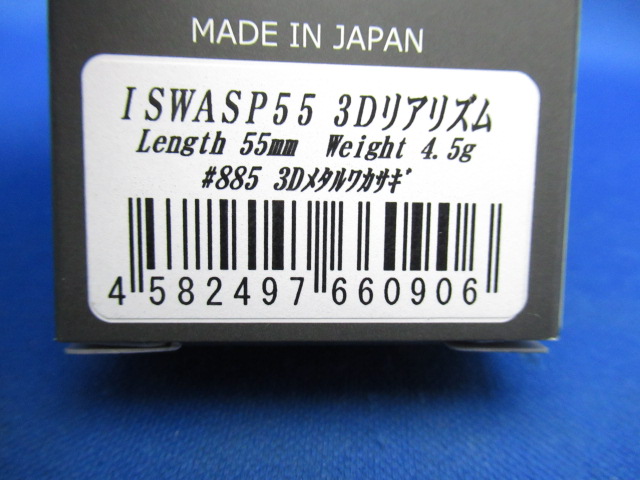 MADE IN JAPAN
ISWASP55 3Dリアリズム
Length 55mm Weight 4.5g
#885 3Dﾒﾀﾙﾜｶｻｷﾞ
4 582497 660906